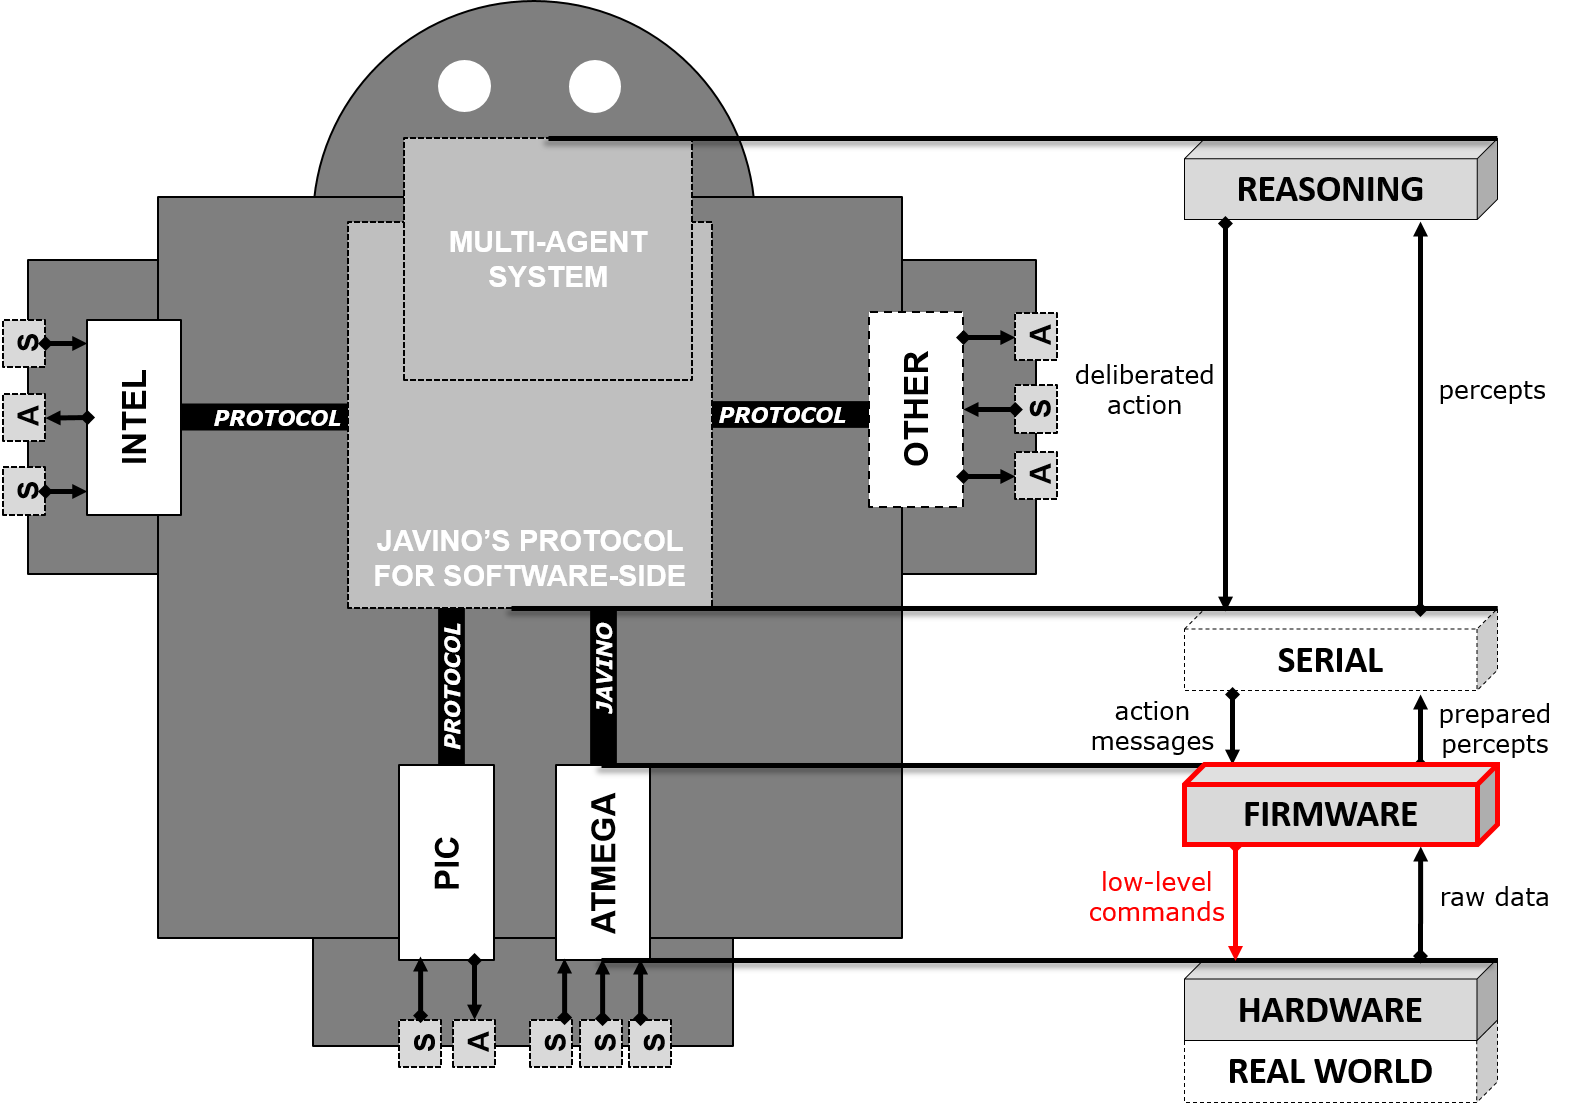 REASONING
MULTI-AGENT
SYSTEM
S
A
S
INTEL
PROTOCOL
PROTOCOL
OTHER
A
S
A
deliberated
action
percepts
JAVINO'S PROTOCOL
FOR SOFTWARE-SIDE
PROTOCOL
JAVINO
SERIAL
action
messages
prepared
percepts
PIC
ATMEGA
FIRMWARE
low-level
commands
raw data
S
A
S
S
S
HARDWARE
REAL WORLD